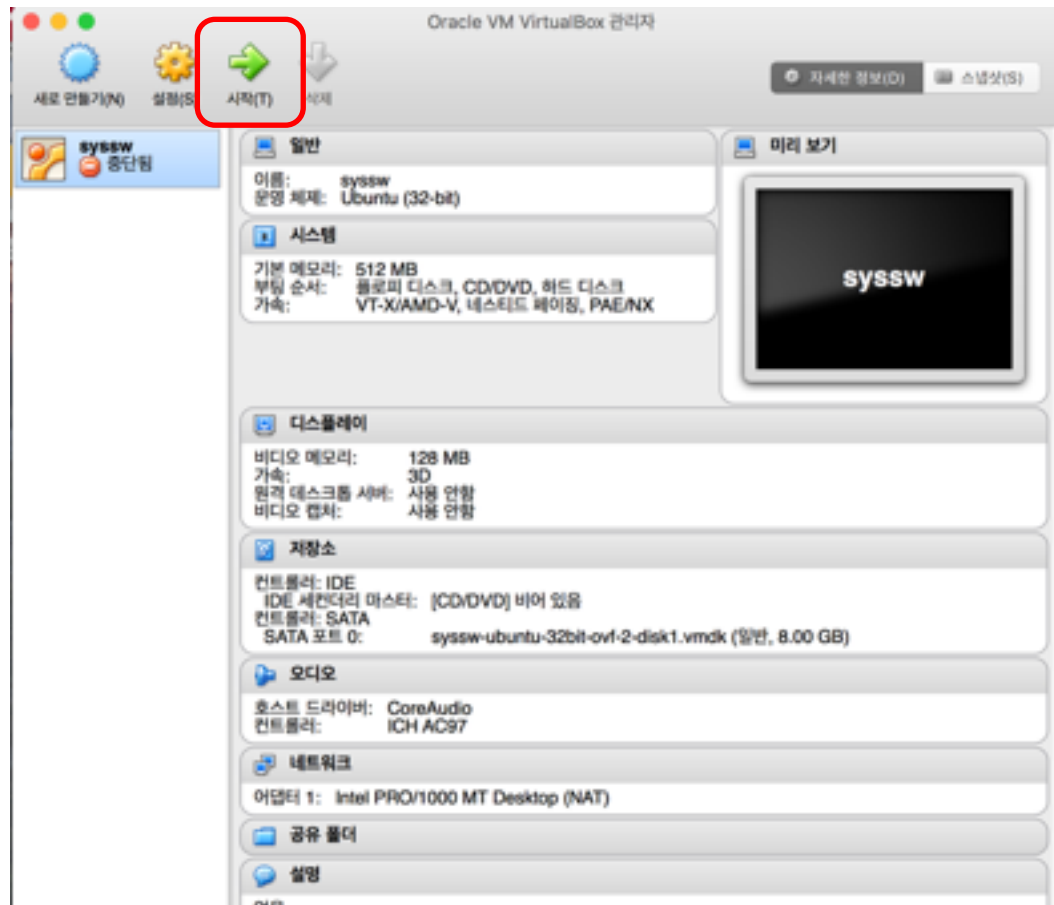 Oracle VM VirtualBox 관리자
새로 만들기(N) 설정(S 시작(T) 삭제
자세한 정보(D) 스냅샷(S)
syssw
중단됨
일반
이름: syssw
운영 체제: Ubuntu (32-bit)
미리 보기
syssw
시스템
기본 메모리: 512 MB
부팅 순서: 플로피 디스크, CD/DVD, 하드 디스크
가속: VT-X/AMD-V, 네스티드 페이징, PAE/NX
디스플레이
비디오 메모리: 128 MB
가속: 3D
원격 데스크톱 서버: 사용 안함
비디오 캡처: 사용 안함
저장소
컨트롤러: IDE
IDE 세컨더리 마스터: [CD/DVD] 비어 있음
컨트롤러: SATA
SATA 포트 0: syssw-ubuntu-32bit-ovf-2-disk1.vmdk (일반, 8.00 GB)
오디오
호스트 드라이버: CoreAudio
컨트롤러: ICH AC97
네트워크
어댑터 1: Intel PRO/1000 MT Desktop (NAT)
공유 폴더
설명